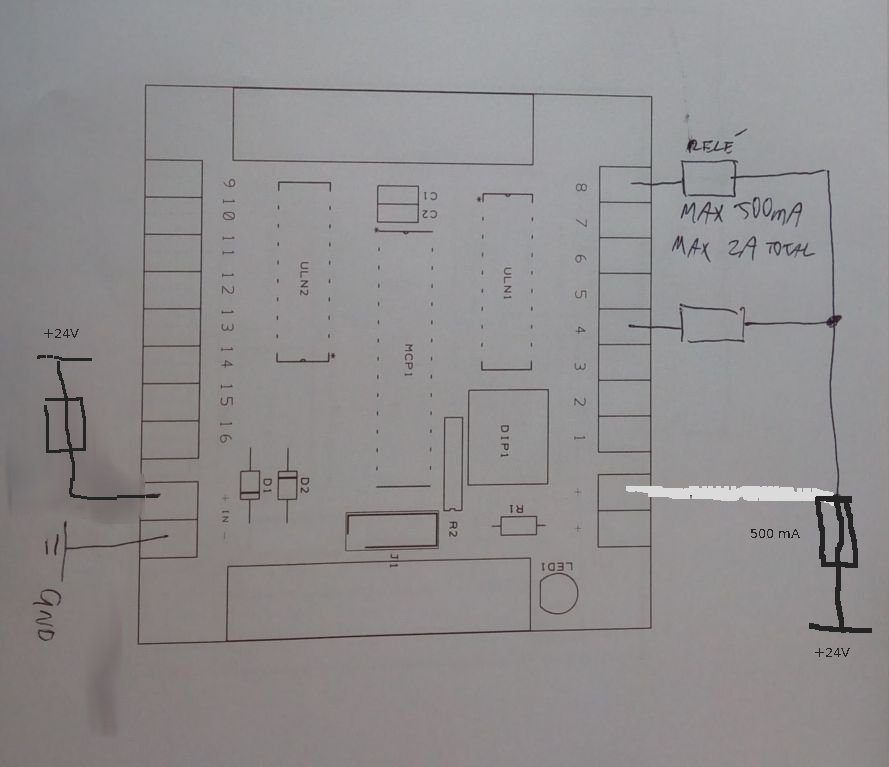 RELÉ
MAX 500mA
MAX 2A TOTAL
9
10
11
12
13
14
15
16
+ IN -
8
7
6
5
4
3
2
1
+
+
C1
C2
ULN2
ULN1
MCP1
DIP1
D1
D2
R2
R1
J1
LED1
+24V
GND
500 mA
+24V